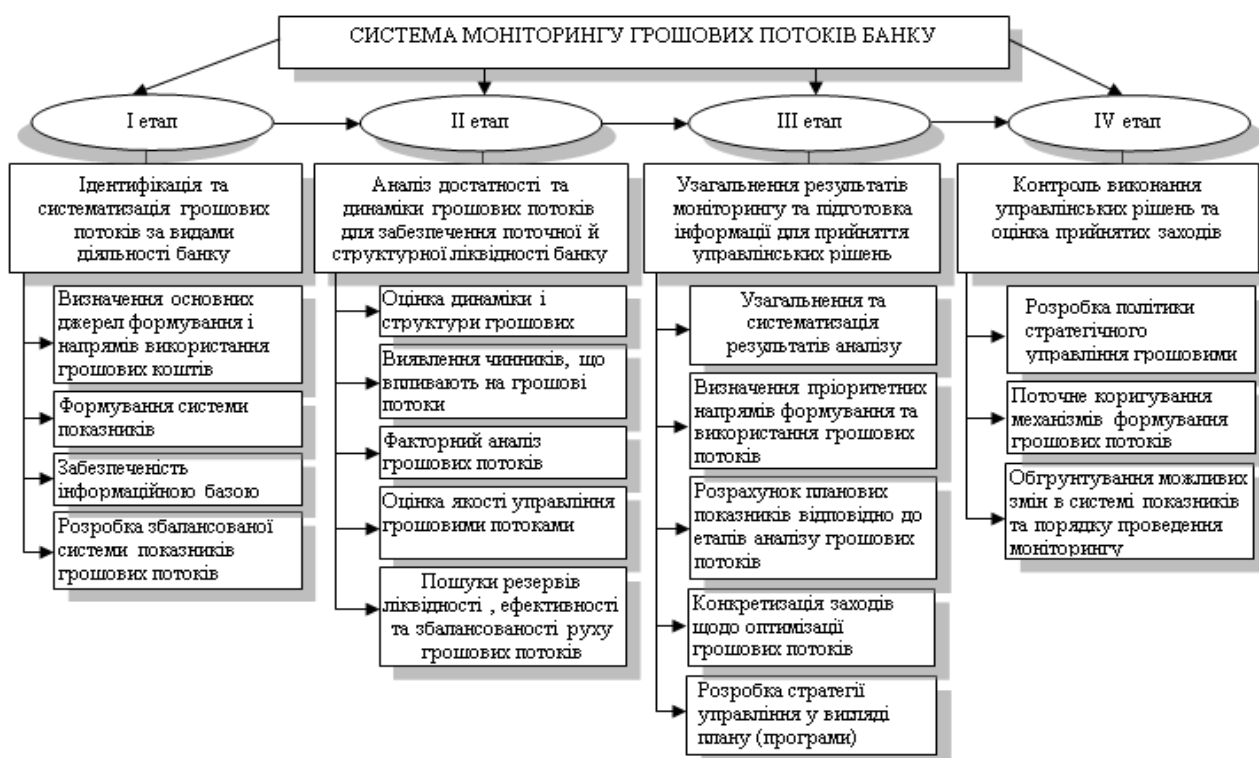 СИСТЕМА МОНІТОРИНГУ ГРОШОВИХ ПОТОКІВ БАНКУ
І етап
ІІ етап
ІІІ етап
IV етап
Ідентифікація та
систематизація грошових
потоків за видами
діяльності банку
Визначення основних
джерел формування і
напрямів використання
грошових коштів
Формування системи
показників
Забезпеченість
інформаційною базою
Розробка збалансованої
системи показників
грошових потоків
Аналіз достатності та
динаміки грошових потоків
для забезпечення поточної й
структурної ліквідності банку
Оцінка динаміки і
структури грошових
Виявлення чинників, що
впливають на грошові
потоки
Факторний аналіз
грошових потоків
Оцінка якості управління
грошовими потоками
Пошуки резервів
ліквідності , ефективності
та збалансованості руху
грошових потоків
Узагальнення результатів
моніторингу та підготовка
інформації для прийняття
управлінських рішень
Узагальнення та
систематизація
результатів аналізу
Визначення пріоритетних
напрямів формування та
використання грошових
потоків
Розрахунок планових
показників відповідно до
етапів аналізу грошових
потоків
Конкретизація заходів
щодо оптимізації
грошових потоків
Розробка стратегії
управління у вигляді
плану (програми)
Контроль виконання
управлінських рішень та
оцінка прийнятих заходів
Розробка політики
стратегічного
управління грошовими
Поточне коригування
механізмів формування
грошових потоків
Обгрунтування можливих
змін в системі показників
та порядку проведення
моніторингу